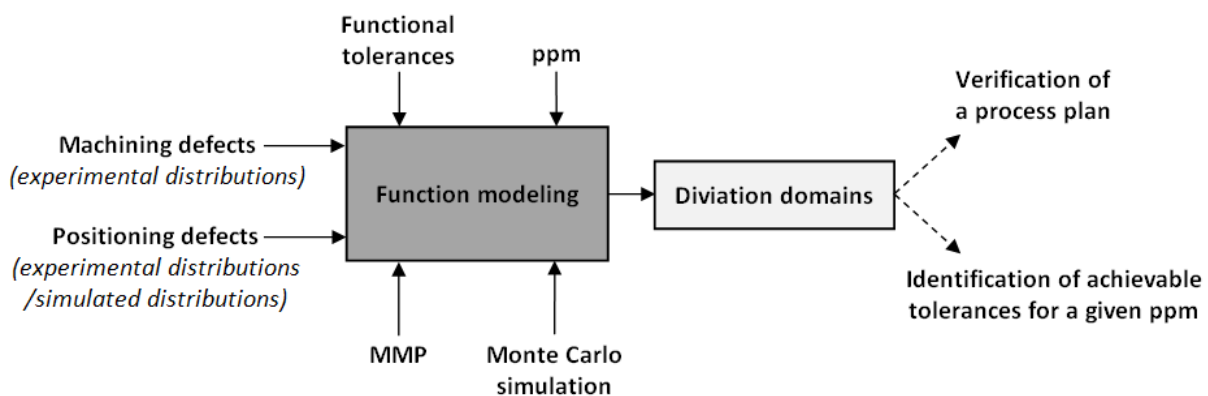 Functional
tolerances
ppm
Machining defects
(experimental distributions)
Positioning defects
(experimental distributions
/simulated distributions)
Function modeling
MMP
Monte Carlo
simulation
Diviation domains
Verification of
a process plan
Identification of achievable
tolerances for a given ppm